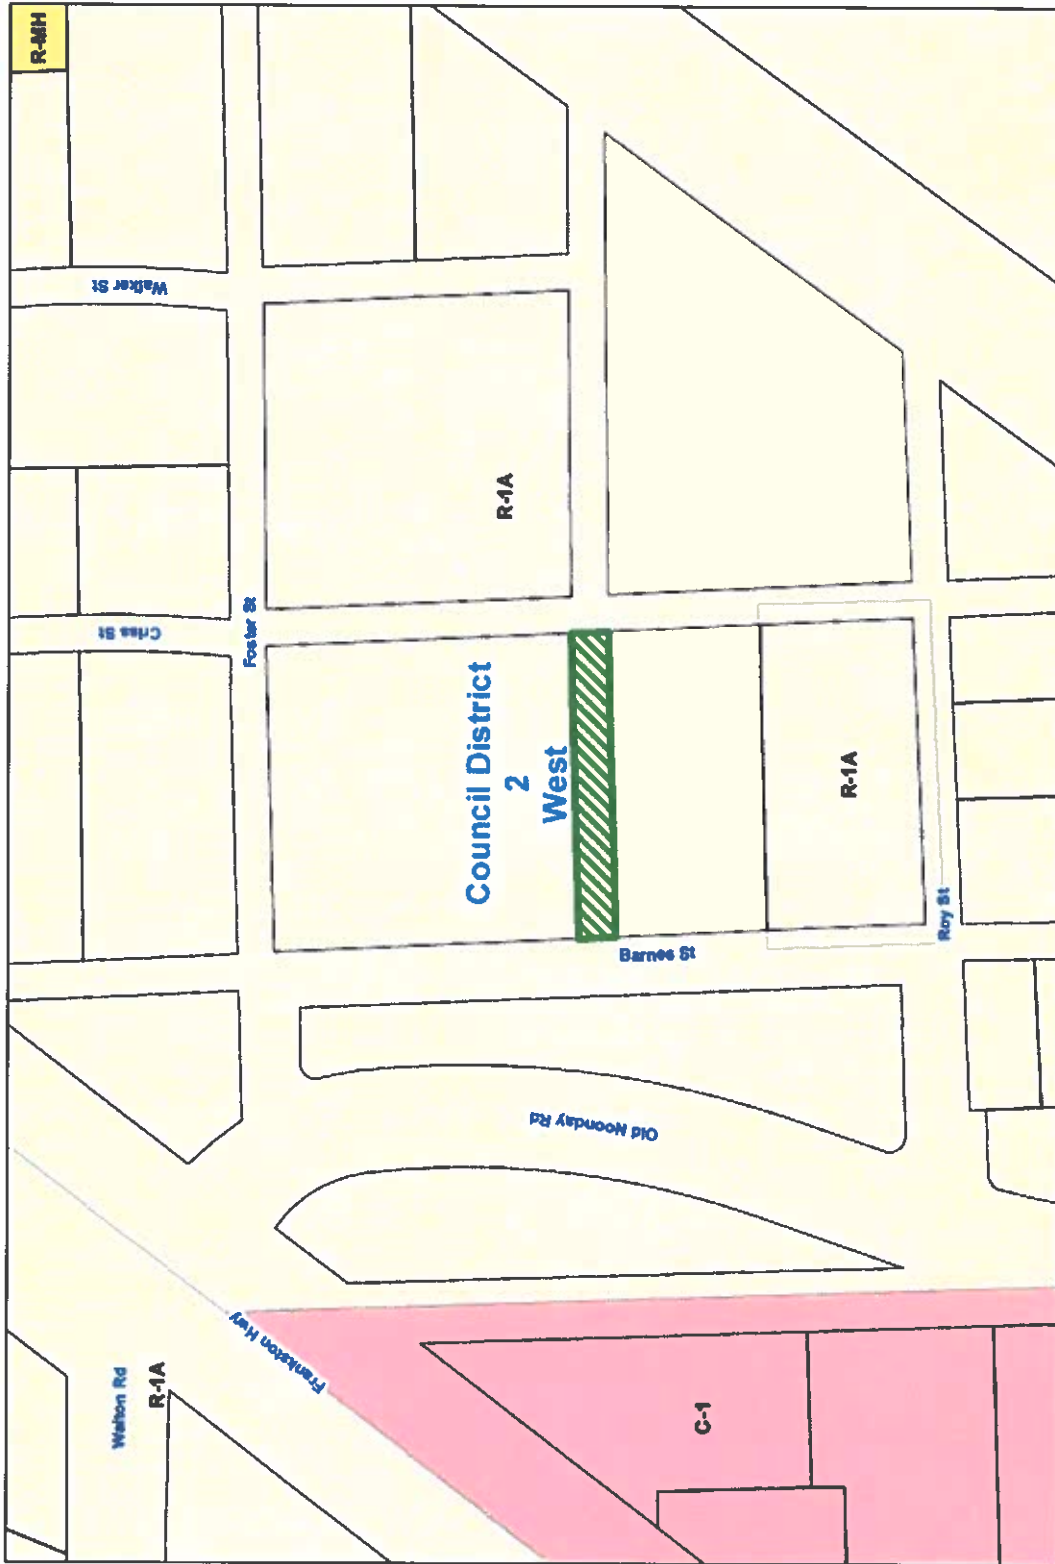 R-MH
Walker St
Criss St
Foster St
R-1A
Council District
2
West
R-1A
Barnes St
Roy St
Old Noonday Rd
Frankston Hwy
Walton Rd
R-1A
C-1